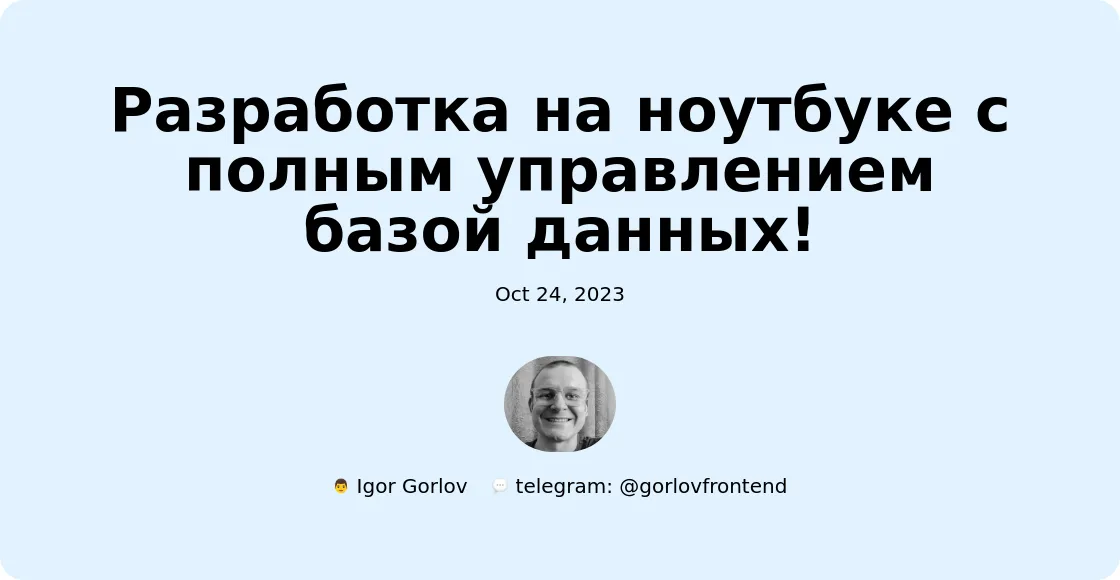 Разработка на ноутбуке с
полным управлением
базой данных!
Oct 24, 2023
Igor Gorlov telegram: @gorlovfrontend